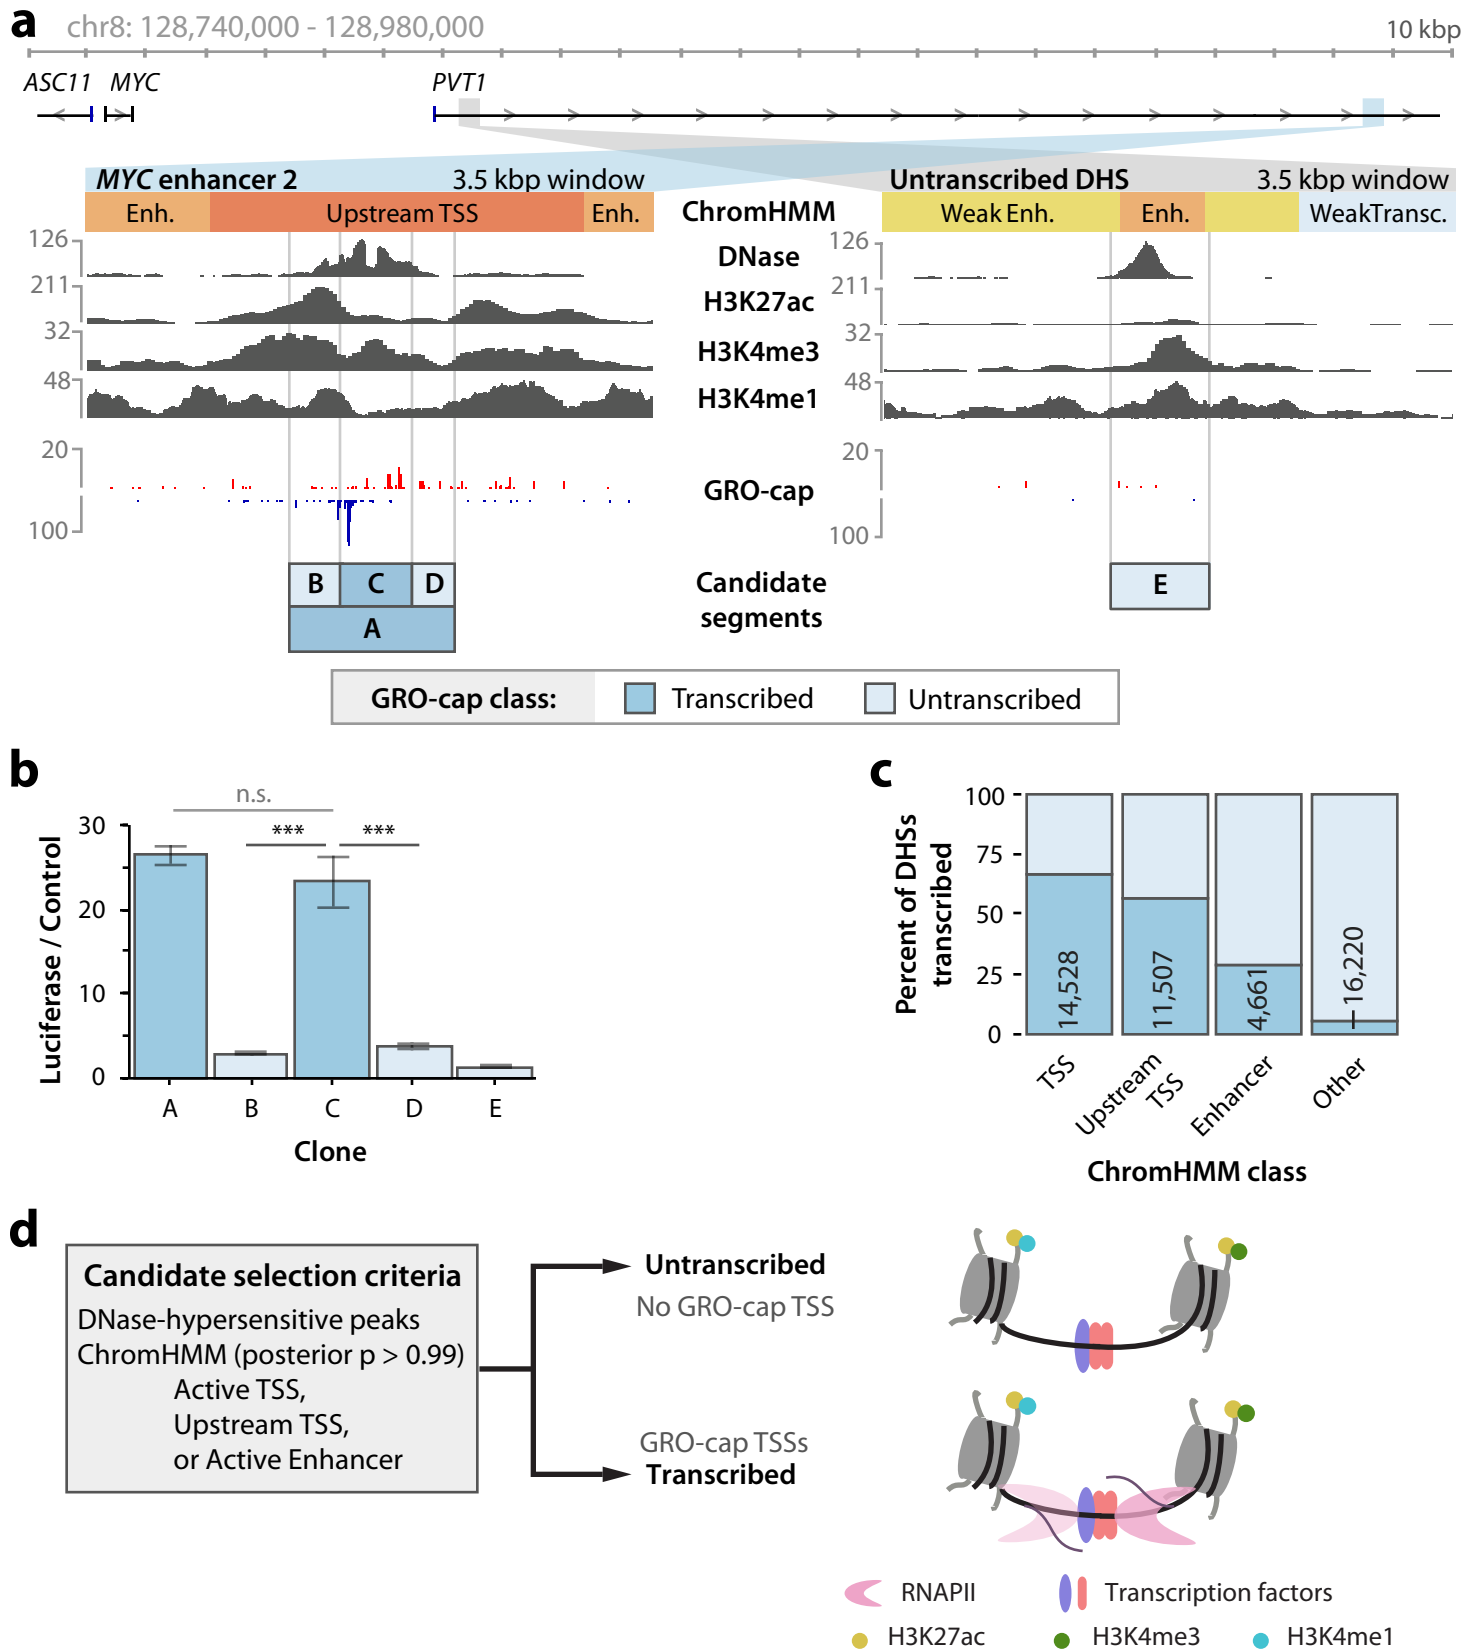 a
chr8: 128,740,000 - 128,980,000
10 kbp
ASC11 MYC PVT1
MYC enhancer 2 3.5 kbp window
Untranscribed DHS 3.5 kbp window
Enh. Upstream TSS Enh.
ChromHMM
Weak Enh. Enh. WeakTransc.
126 DNase 126
211 H3K27ac 211
32 H3K4me3 32
48 H3K4me1 48
20 20
GRO-cap
100 100
B C D
A
Candidate
segments
E
GRO-cap class: Transcribed Untranscribed
b
n.s.
*** ***
30
20
10
0
Luciferase / Control
A B C D E
Clone
c
100
75
50
25
0
Percent of DHSs
transcribed
14,528
11,507
4,661
16,220
TSS
Upstream
TSS
Enhancer
Other
ChromHMM class
d
Candidate selection criteria
DNase-hypersensitive peaks
ChromHMM (posterior p > 0.99)
Active TSS,
Upstream TSS,
or Active Enhancer
Untranscribed
No GRO-cap TSS
GRO-cap TSSs
Transcribed
RNAPII Transcription factors
H3K27ac H3K4me3 H3K4me1